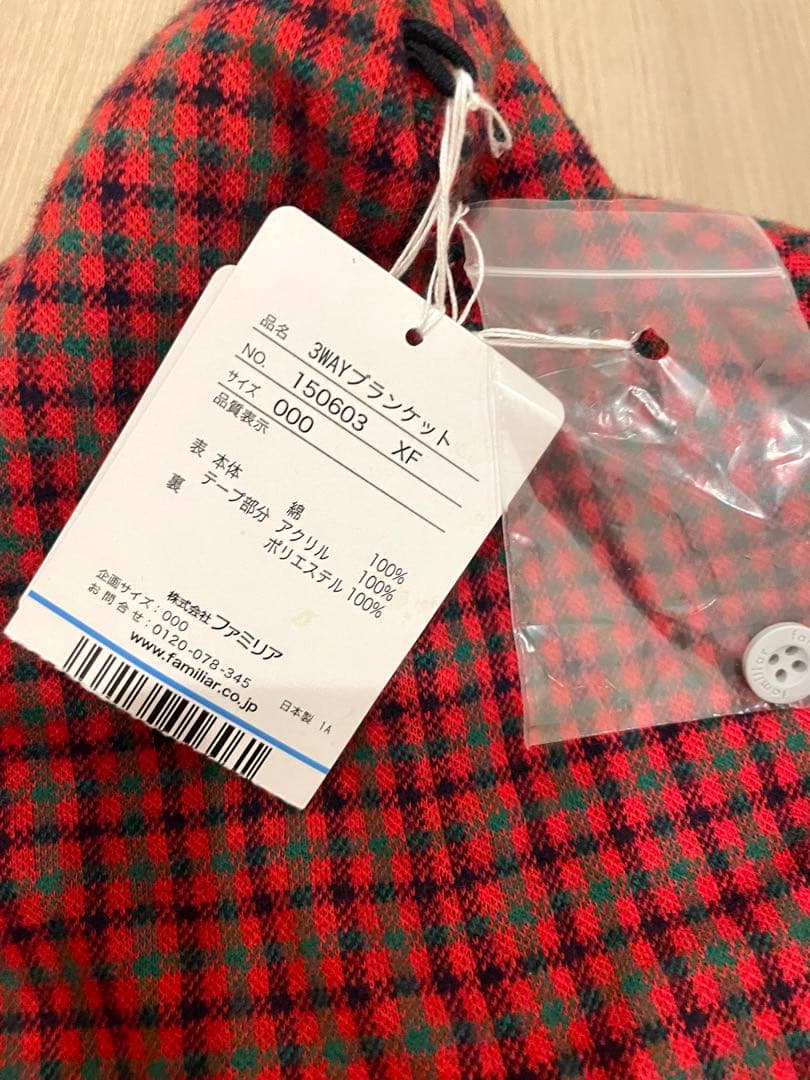 品名 3WAYブランケット
NO. 150603 XF
サイズ 000
品質表示
表 本体 綿 100%
テープ部分 アクリル 100%
裏 ポリエステル 100%
株式会社 ファミリア
企画サイズ:000
お問合せ:0120-078-345
www.familiar.co.jp
日本製 1A
familiar
fa